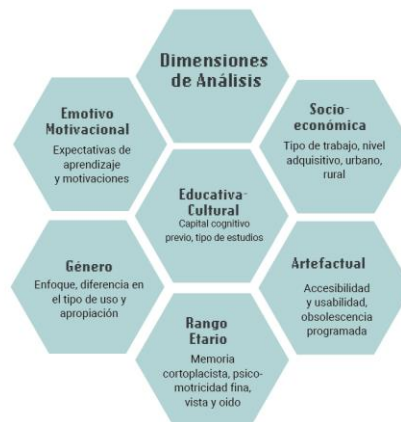 Dimensiones
de Análisis
Emotivo
Motivacional
Expectativas de
aprendizaje
y motivaciones
Socio-
económica
Tipo de trabajo, nivel
adquisitivo, urbano,
rural
Educativa-
Cultural
Capital cognitivo
previo, tipo de estudios
Género
Enfoque, diferencia en
el tipo de uso y
apropiación
Artefactual
Accesibilidad
y usabilidad,
obsolescencia
programada
Rango
Etario
Memoria
cortoplacista, psico-
motricidad fina,
vista y oido